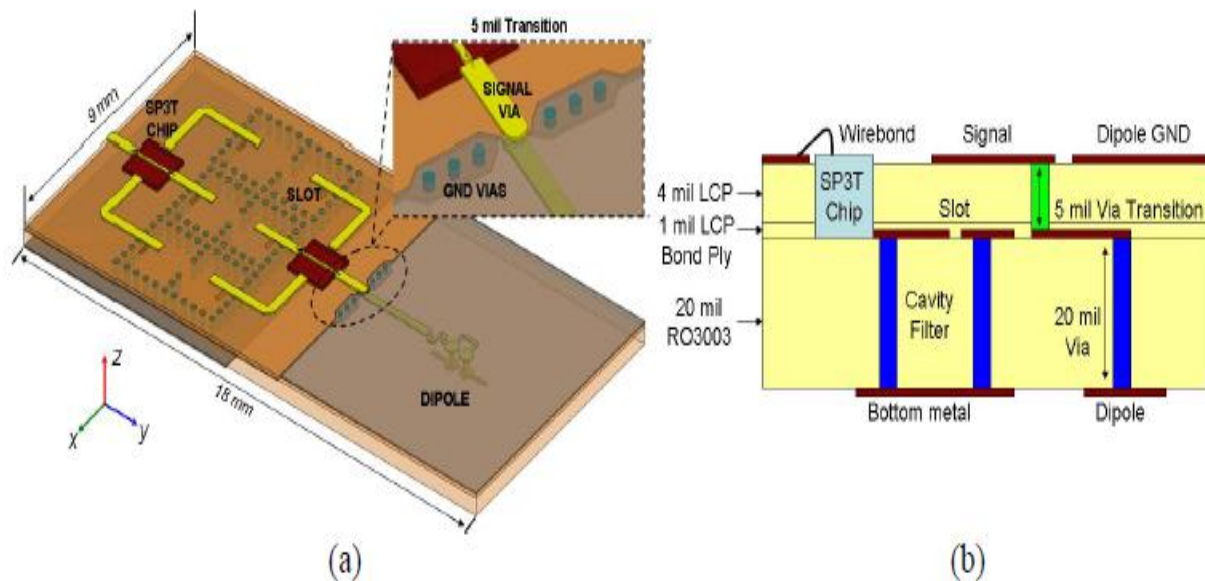 5 mil Transition
9 mm
SP3T
CHIP
SIGNAL
VIA
GND VIAS
SLOT
DIPOLE
18 mm
z
x
y
(a)
Wirebond
Signal
Dipole GND
4 mil LCP
SP3T
Chip
Slot
5 mil Via Transition
1 mil LCP
Bond Ply
20 mil
RO3003
Cavity
Filter
20 mil
Via
Bottom metal
Dipole
(b)